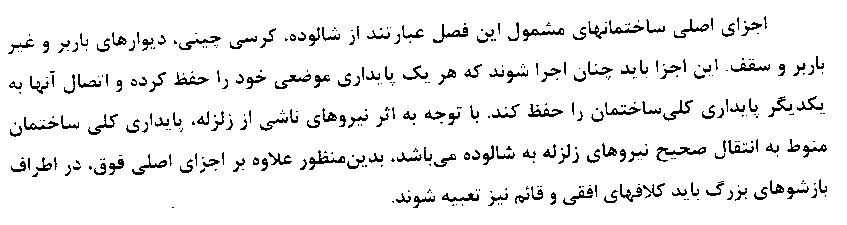 اجزای اصلی ساختمانهای مشمول این فصل عبارتند از شالوده، کرسی چینی، دیوارهای باربر و غیر
باربر و سقف. این اجزا باید چنان اجرا شوند که هر یک پایداری موضعی خود را حفظ کرده و اتصال آنها به
یکدیگر پایداری کلی‌ساختمان را حفظ کند. با توجه به اثر نیروهای ناشی از زلزله، پایداری کلی ساختمان
منوط به انتقال صحیح نیروهای زلزله به شالوده می‌باشد، بدین‌منظور علاوه بر اجزای اصلی فوق، در اطراف
بازشوهای بزرگ باید کلافهای افقی و قائم نیز تعبیه شوند.